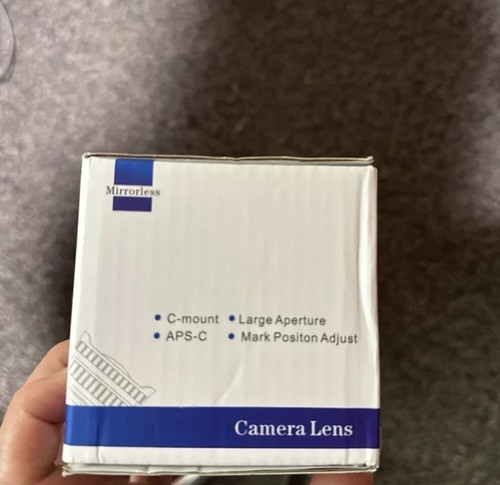 Mirrorless
• C-mount • Large Aperture
• APS-C • Mark Positon Adjust
Camera Lens